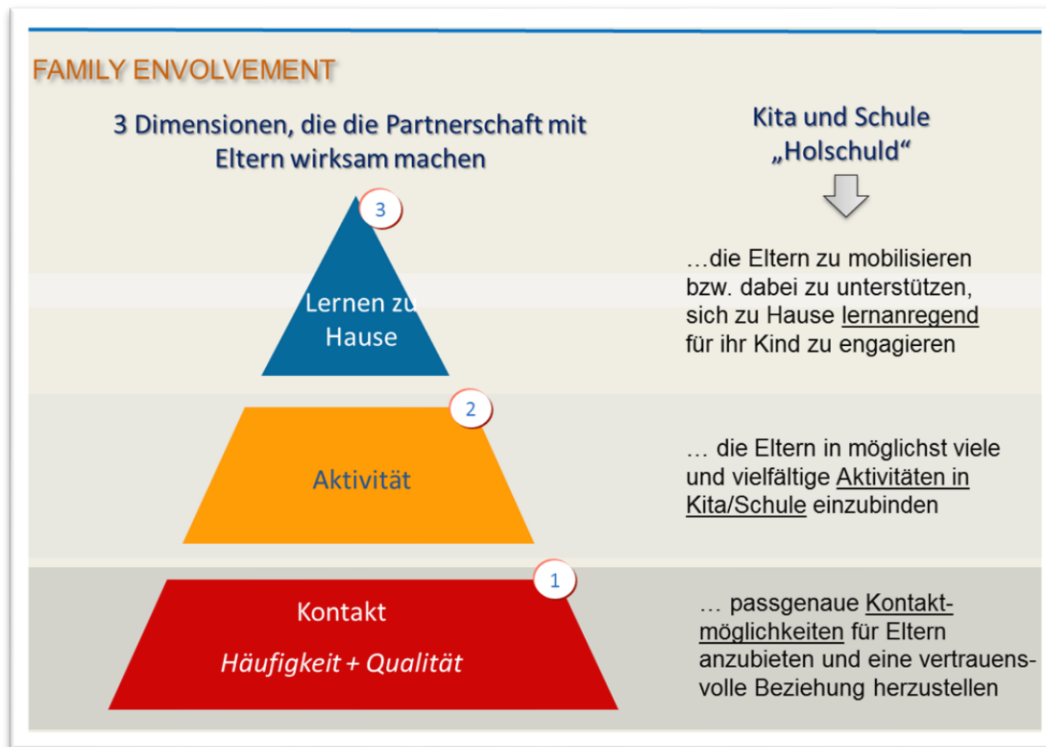 FAMILY ENVOLVEMENT
3 Dimensionen, die die Partnerschaft mit
Eltern wirksam machen
Kita und Schule
„Holschuld“
3
Lernen zu
Hause
…die Eltern zu mobilisieren
bzw. dabei zu unterstützen,
sich zu Hause lernanregend
für ihr Kind zu engagieren
2
Aktivität
… die Eltern in möglichst viele
und vielfältige Aktivitäten in
Kita/Schule einzubinden
1
Kontakt
Häufigkeit + Qualität
… passgenaue Kontakt-
möglichkeiten für Eltern
anzubieten und eine vertrauens-
volle Beziehung herzustellen